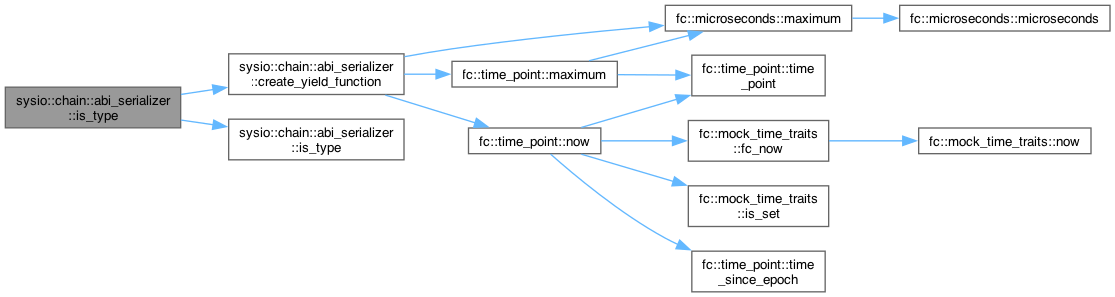 sysio::chain::abi_serializer
::is_type
sysio::chain::abi_serializer
::create_yield_function
sysio::chain::abi_serializer
::is_type
fc::time_point::maximum
fc::time_point::now
fc::microseconds::maximum
fc::time_point::time
_point
fc::mock_time_traits
::fc_now
fc::mock_time_traits
::is_set
fc::time_point::time
_since_epoch
fc::microseconds::microseconds
fc::mock_time_traits::now